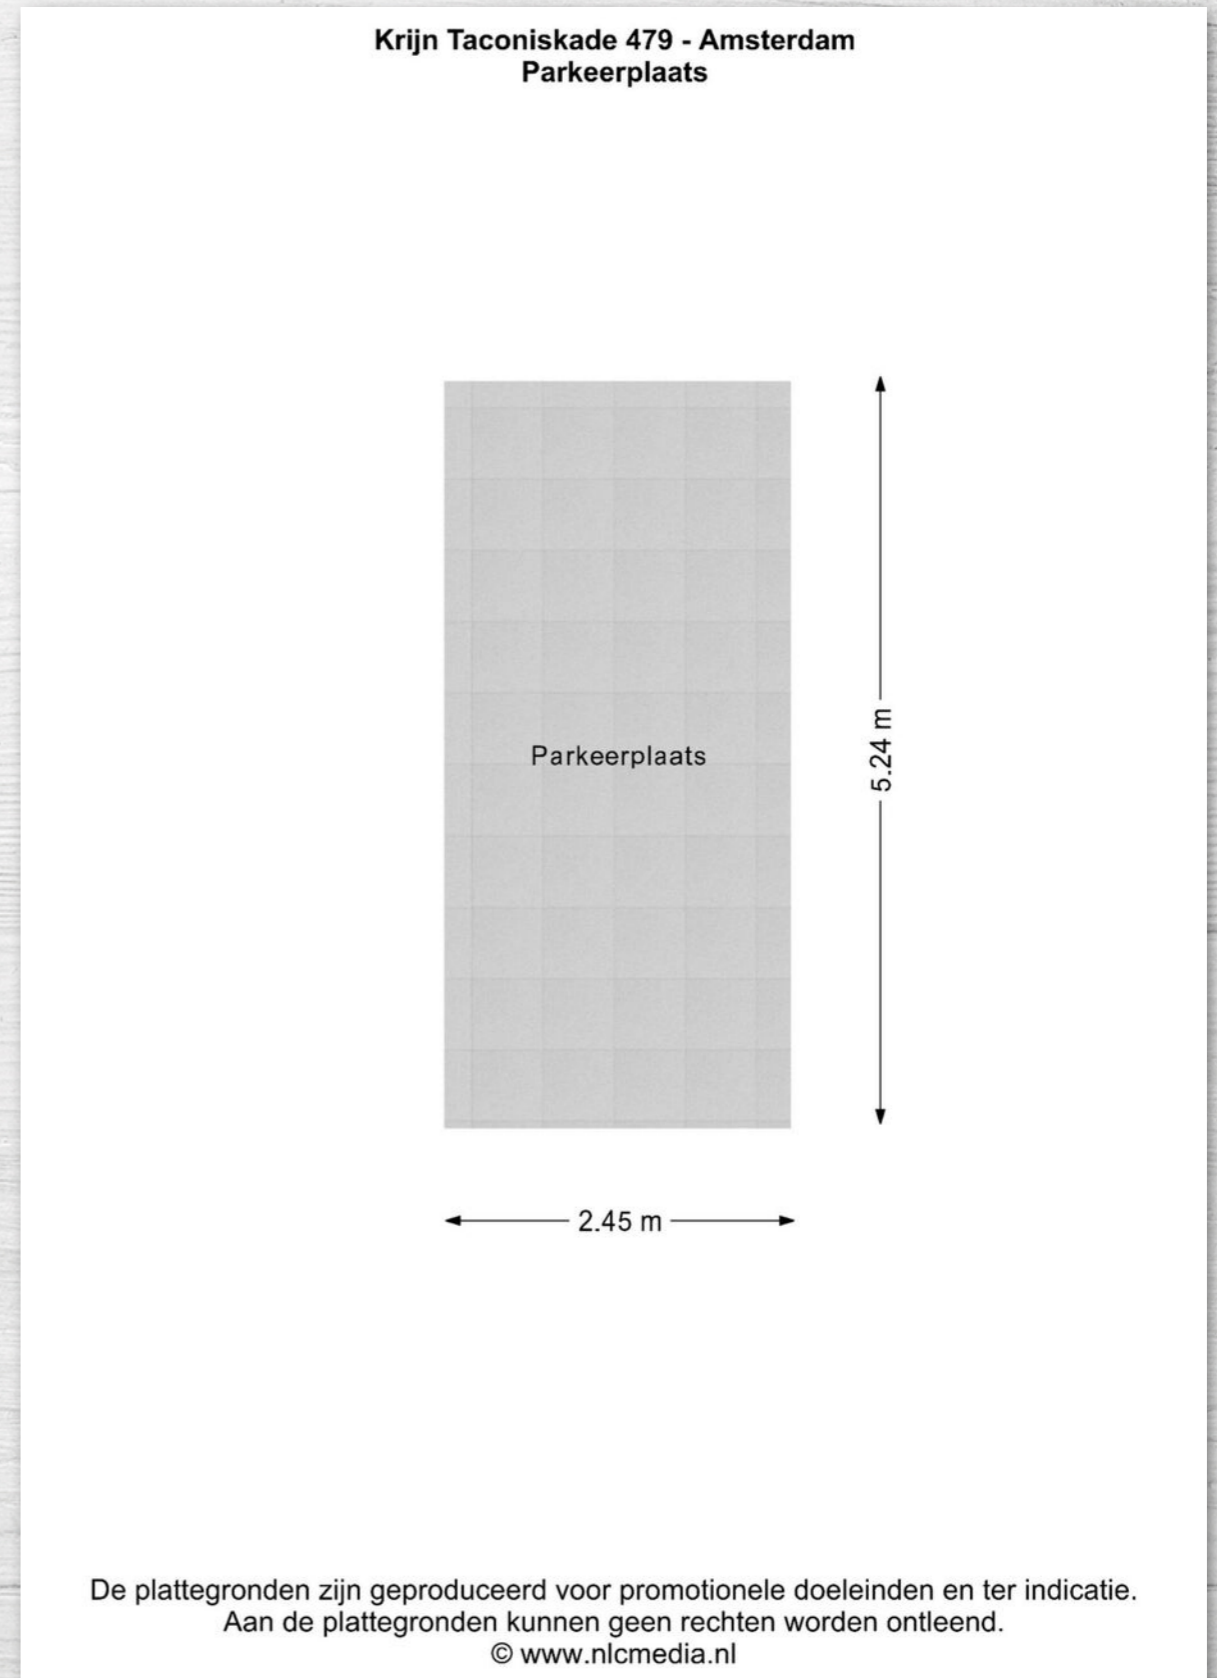 Krijn Taconiskade 479 - Amsterdam
Parkeerplaats
Parkeerplaats
5.24 m
2.45 m
De plattegronden zijn geproduceerd voor promotionele doeleinden en ter indicatie.
Aan de plattegronden kunnen geen rechten worden ontleend.
© www.nlcmedia.nl